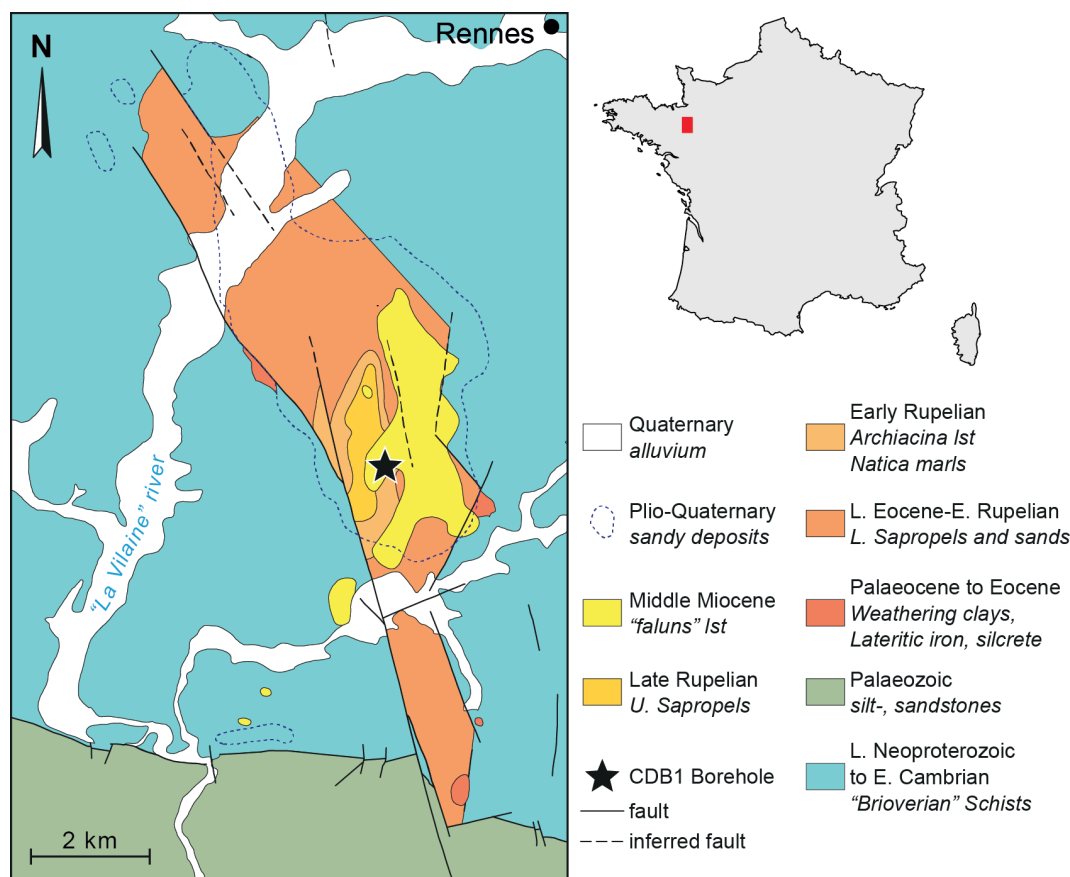 Rennes
N
"La Vilaine" river
2 km
Quaternary
alluvium
Plio-Quaternary
sandy deposits
Middle Miocene
"faluns" lst
Late Rupelian
U. Sapropels
CDB1 Borehole
fault
inferred fault
Early Rupelian
Archiacina lst
Natica marls
L. Eocene-E. Rupelian
L. Sapropels and sands
Palaeocene to Eocene
Weathering clays,
Lateritic iron, silcrete
Palaeozoic
silt-, sandstones
L. Neoproterozoic
to E. Cambrian
"Brioverian" Schists